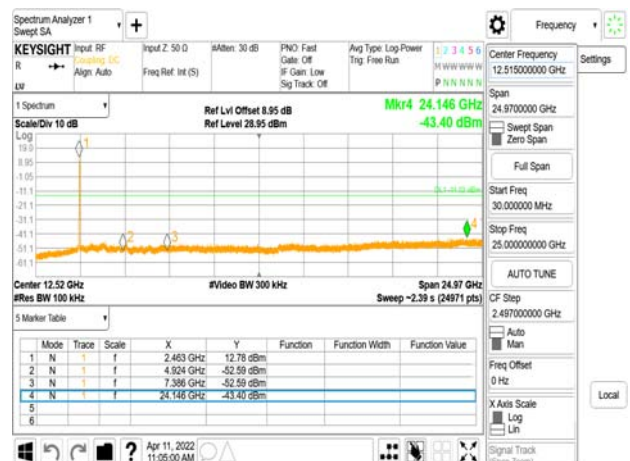 Spectrum Analyzer 1
Swept SA
+
Frequency
KEYSIGHT
R
Input: RF
Coupling: DC
Align: Auto
Input Z: 50 Ω
Freq Ref: Int (S)
#Atten: 30 dB
PNO: Fast
Gate: Off
IF Gain: Low
Sig Track: Off
Avg Type: Log-Power
Trig: Free Run
1 2 3 4 5 6
M W W W W W
P N N N N N
Settings
Center Frequency
12.515000000 GHz
Span
24.9700000 GHz
Swept Span
Zero Span
Full Span
Start Freq
30.000000 MHz
Stop Freq
25.000000000 GHz
AUTO TUNE
CF Step
2.497000000 GHz
Auto
Man
Freq Offset
0 Hz
X Axis Scale
Log
Lin
Signal Track
Local
1 Spectrum
Scale/Div 10 dB
Ref Lvl Offset 8.95 dB
Ref Level 28.95 dBm
Mkr4 24.146 GHz
-43.40 dBm
Log
19.0
8.95
-1.05
-11.1
-21.1
-31.1
-41.1
-51.1
-61.1
1
2
3
4
Center 12.52 GHz
#Res BW 100 kHz
#Video BW 300 kHz
Span 24.97 GHz
Sweep ~2.39 s (24971 pts)
5 Marker Table
Mode Trace Scale X Y Function Function Width Function Value
1 N 1 f 2.463 GHz 12.78 dBm
2 N 1 f 4.924 GHz -52.59 dBm
3 N 1 f 7.386 GHz -52.59 dBm
4 N 1 f 24.146 GHz -43.40 dBm
5
6
?
Apr 11, 2022
11:05:00 AM